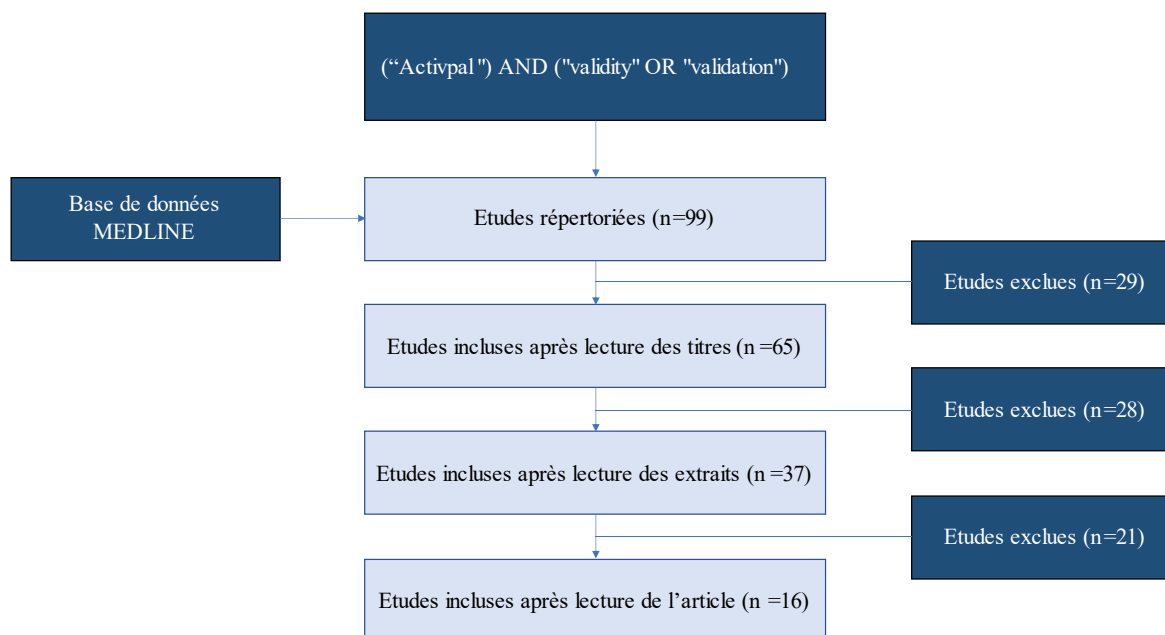 (“Activpal") AND ("validity" OR "validation")
Base de données
MEDLINE
Etudes répertoriées (n=99)
Etudes exclues (n=29)
Etudes incluses après lecture des titres (n =65)
Etudes exclues (n=28)
Etudes incluses après lecture des extraits (n =37)
Etudes exclues (n=21)
Etudes incluses après lecture de l’article (n =16)